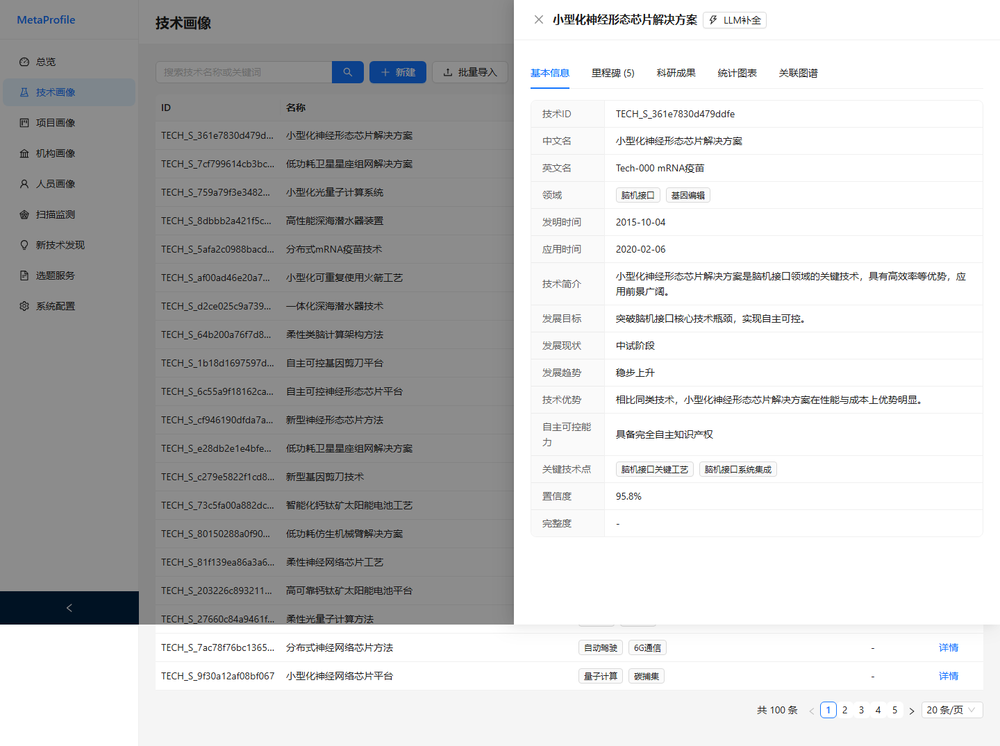 MetaProfile
总览
技术画像
项目画像
机构画像
人员画像
扫描监测
新技术发现
选题服务
系统配置
技术画像
搜索技术名称或关键词
新建
批量导入
ID 名称
TECH_S_361e7830d479d... 小型化神经形态芯片解决方案
TECH_S_7cf799614cb3bc... 低功耗卫星星座组网解决方案
TECH_S_759a79f3e3482... 小型化光量子计算系统
TECH_S_8dbbb2a421f5c... 高性能深海潜水器装置
TECH_S_5afa2c0988bacd... 分布式mRNA疫苗技术
TECH_S_af00ad46e20a7... 小型化可重复使用火箭工艺
TECH_S_d2ce025c9a739... 一体化深海潜水器技术
TECH_S_64b200a76f7d8... 柔性类脑计算架构方法
TECH_S_1b18d1697597d... 自主可控基因剪刀平台
TECH_S_6c55a9f18162ca... 自主可控神经形态芯片平台
TECH_S_cf946190dfda7a... 新型神经形态芯片方法
TECH_S_e28db2e1e4bfe... 低功耗卫星星座组网解决方案
TECH_S_c279e5822f1cd8... 新型基因剪刀技术
TECH_S_73c5fa00a882dc... 智能化钙钛矿太阳能电池工艺
TECH_S_80150288a0f90... 低功耗仿生机械臂解决方案
TECH_S_81f139ea86a3a6... 柔性神经网络芯片工艺
TECH_S_203226c893211... 高可靠钙钛矿太阳能电池平台
TECH_S_27660c84a9461f... 柔性光量子计算方法
TECH_S_7ac78f76bc1365... 分布式神经网络芯片方法 自动驾驶 6G通信 - 详情
TECH_S_9f30a12af08bf067 小型化神经网络芯片平台 量子计算 碳捕集 - 详情
共 100 条 1 2 3 4 5 20 条/页
小型化神经形态芯片解决方案 LLM补全
基本信息 里程碑 (5) 科研成果 统计图表 关联图谱
技术ID TECH_S_361e7830d479ddfe
中文名 小型化神经形态芯片解决方案
英文名 Tech-000 mRNA疫苗
领域 脑机接口 基因编辑
发明时间 2015-10-04
应用时间 2020-02-06
技术简介 小型化神经形态芯片解决方案是脑机接口领域的关键技术，具有高效率等优势，应
用前景广阔。
发展目标 突破脑机接口核心技术瓶颈，实现自主可控。
发展现状 中试阶段
发展趋势 稳步上升
技术优势 相比同类技术，小型化神经形态芯片解决方案在性能与成本上优势明显。
自主可控能
力 具备完全自主知识产权
关键技术点 脑机接口关键工艺 脑机接口系统集成
置信度 95.8%
完整度 -